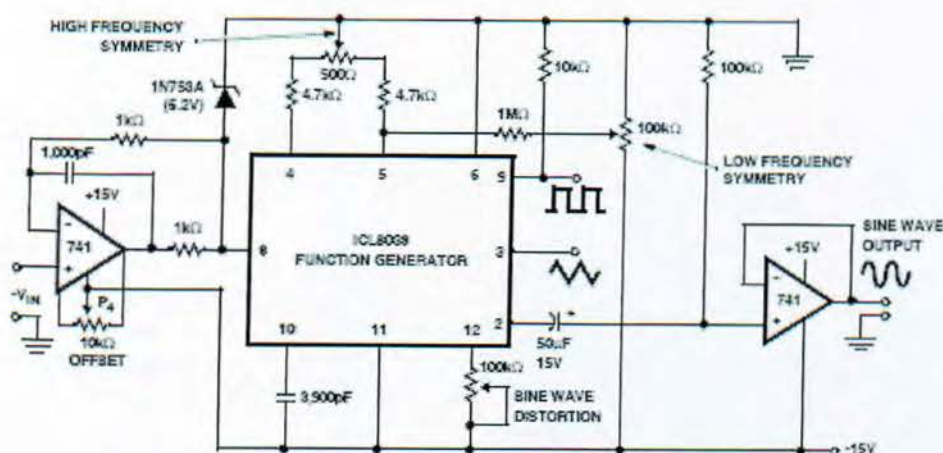 HIGH FREQUENCY
SYMMETRY
500Ω
1N753A
(6.2V)
4.7kΩ
4.7kΩ
10kΩ
100kΩ
1MΩ
100kΩ
LOW FREQUENCY
SYMMETRY
1kΩ
1,000pF
+15V
-
741
+
1kΩ
-VIN
P4
10kΩ
OFFSET
4
5
6
9
8
ICL8038
FUNCTION GENERATOR
3
2
10
11
12
+
50µF
15V
3,900pF
100kΩ
SINE WAVE
DISTORTION
+15V
-
741
+
SINE WAVE
OUTPUT
-15V